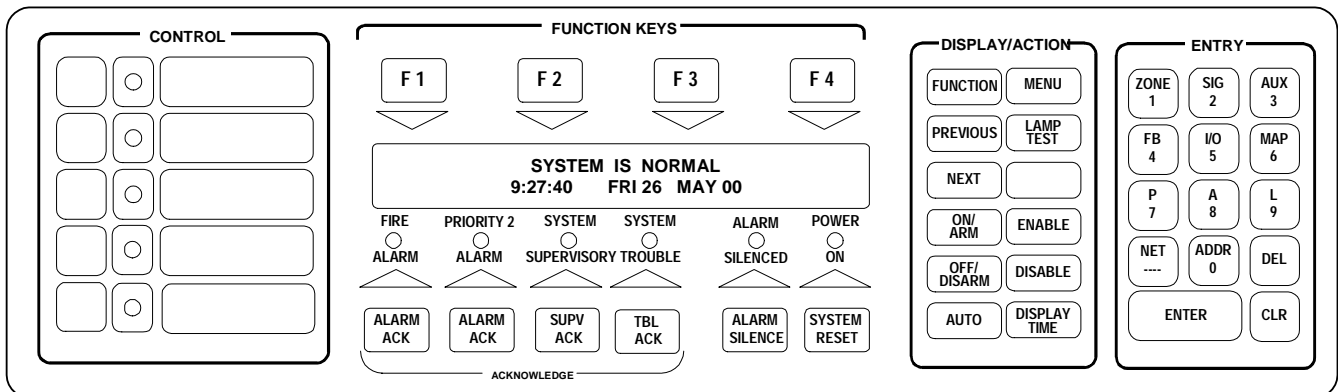 CONTROL
FUNCTION KEYS
F 1
F 2
F 3
F 4
SYSTEM IS NORMAL
9:27:40 FRI 26 MAY 00
FIRE
ALARM
PRIORITY 2
ALARM
SYSTEM
SUPERVISORY
SYSTEM
TROUBLE
ALARM
SILENCED
POWER
ON
ALARM
ACK
ALARM
ACK
SUPV
ACK
TBL
ACK
ALARM
SILENCE
SYSTEM
RESET
ACKNOWLEDGE
DISPLAY/ACTION
FUNCTION
MENU
PREVIOUS
LAMP
TEST
NEXT
ON/
ARM
ENABLE
OFF/
DISARM
DISABLE
AUTO
DISPLAY
TIME
ENTRY
ZONE
1
SIG
2
AUX
3
FB
4
I/O
5
MAP
6
P
7
A
8
L
9
NET
----
ADDR
0
DEL
ENTER
CLR